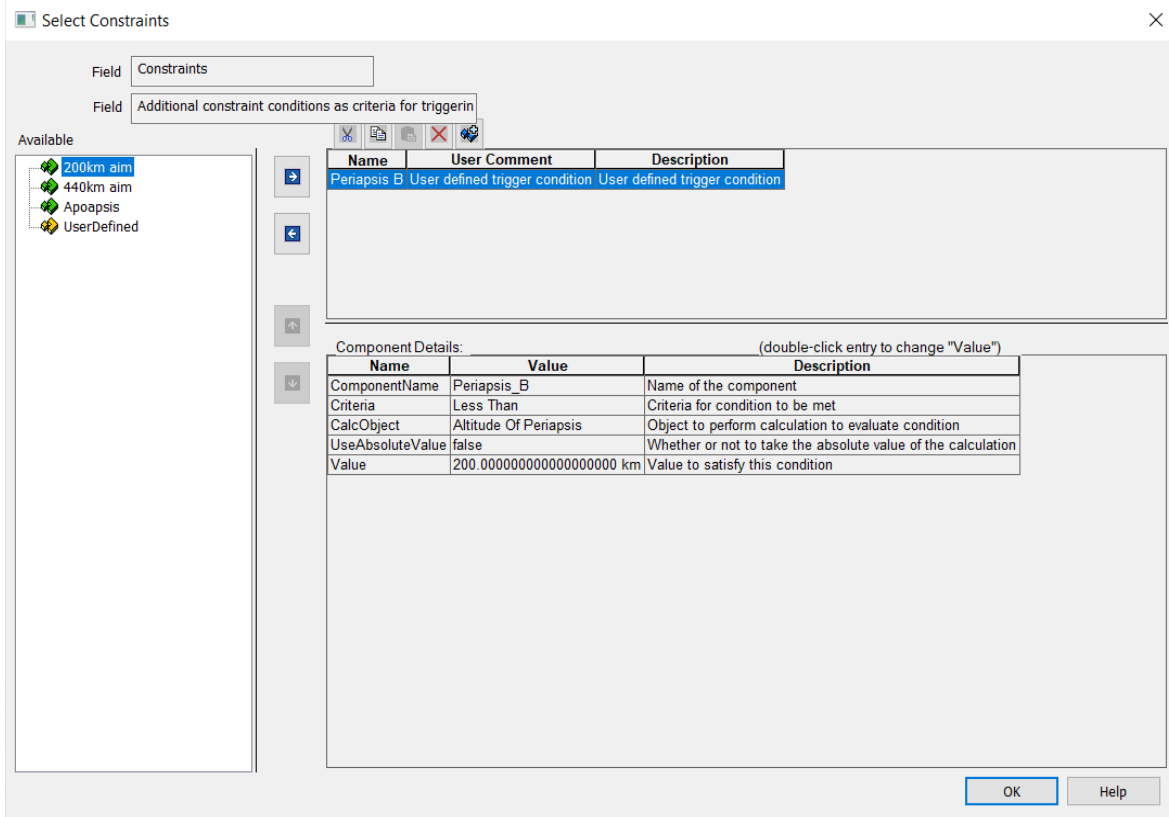 Select Constraints
Field Constraints
Field Additional constraint conditions as criteria for triggerin
Available
200km aim
440km aim
Apoapsis
UserDefined
Name User Comment Description
Periapsis B User defined trigger condition User defined trigger condition
Component Details: (double-click entry to change "Value")
Name Value Description
ComponentName Periapsis_B Name of the component
Criteria Less Than Criteria for condition to be met
CalcObject Altitude Of Periapsis Object to perform calculation to evaluate condition
UseAbsoluteValue false Whether or not to take the absolute value of the calculation
Value 200.000000000000000000 km Value to satisfy this condition
OK Help